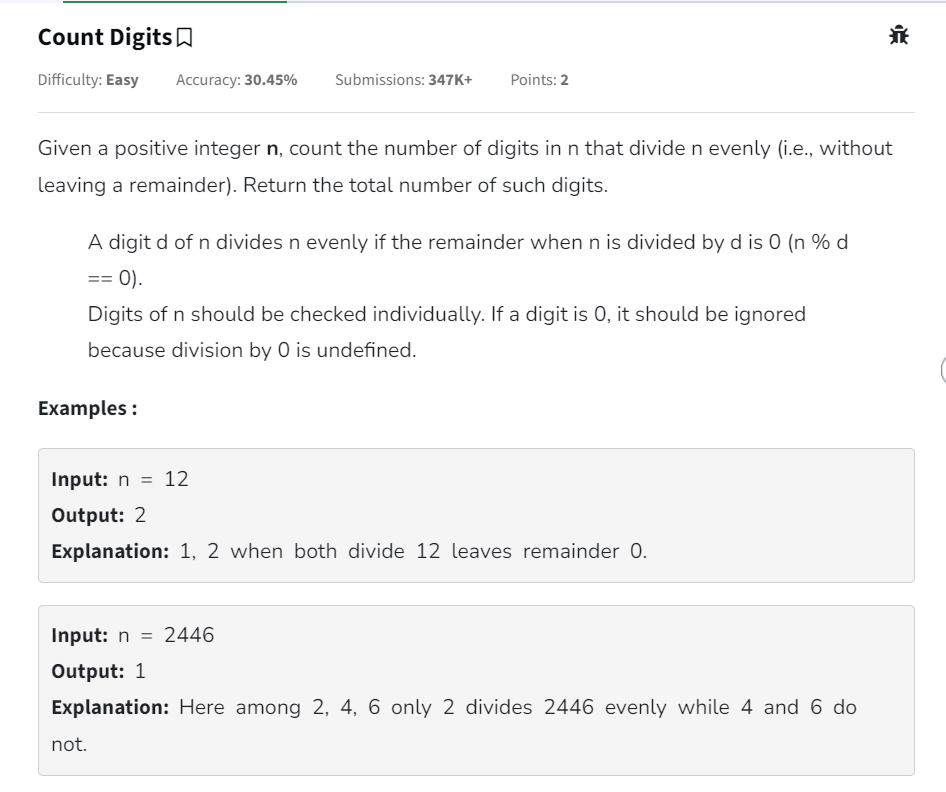 Count Digits
Difficulty: Easy Accuracy: 30.45% Submissions: 347K+ Points: 2
Given a positive integer n, count the number of digits in n that divide n evenly (i.e., without
leaving a remainder). Return the total number of such digits.
A digit d of n divides n evenly if the remainder when n is divided by d is 0 (n % d
== 0).
Digits of n should be checked individually. If a digit is 0, it should be ignored
because division by 0 is undefined.
Examples :
Input: n = 12
Output: 2
Explanation: 1, 2 when both divide 12 leaves remainder 0.
Input: n = 2446
Output: 1
Explanation: Here among 2, 4, 6 only 2 divides 2446 evenly while 4 and 6 do
not.